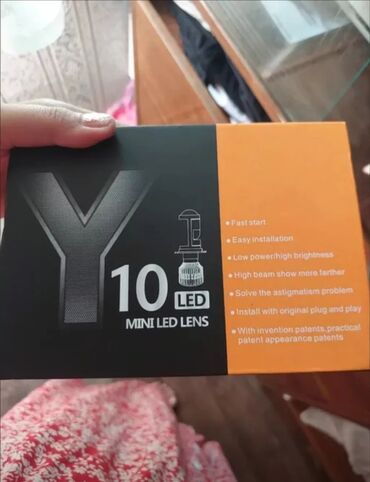 Y
10
LED
MINI LED LENS
Fast start
Easy installation
Low power/high brightness
High beam show more farther
Solve the astigmatism problem
Install with original plug and play
With invention patents,practical
patent appearance patents